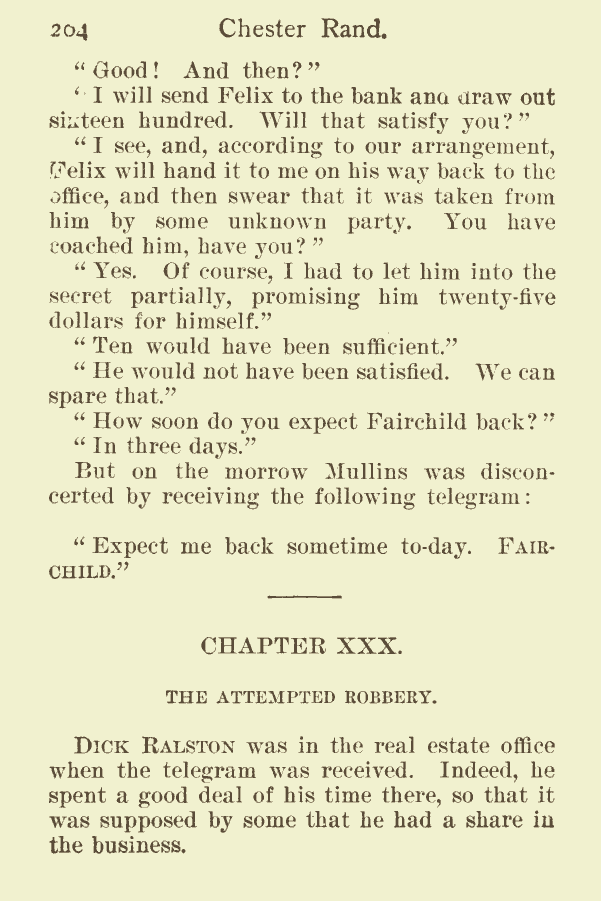 204 Chester Rand.
“ Good! And then? ”
‘ I will send Felix to the bank and draw out
sixteen hundred. Will that satisfy you? ”
“ I see, and, according to our arrangement,
Felix will hand it to me on his way back to the
office, and then swear that it was taken from
him by some unknown party. You have
coached him, have you? ”
“ Yes. Of course, I had to let him into the
secret partially, promising him twenty-five
dollars for himself.”
“ Ten would have been sufficient.”
“ He would not have been satisfied. We can
spare that.”
“ How soon do you expect Fairchild back? ”
“ In three days.”
But on the morrow Mullins was discon-
certed by receiving the following telegram:
“ Expect me back sometime to-day. FAIR-
CHILD.”
CHAPTER XXX.
THE ATTEMPTED ROBBERY.
DICK RALSTON was in the real estate office
when the telegram was received. Indeed, he
spent a good deal of his time there, so that it
was supposed by some that he had a share in
the business.